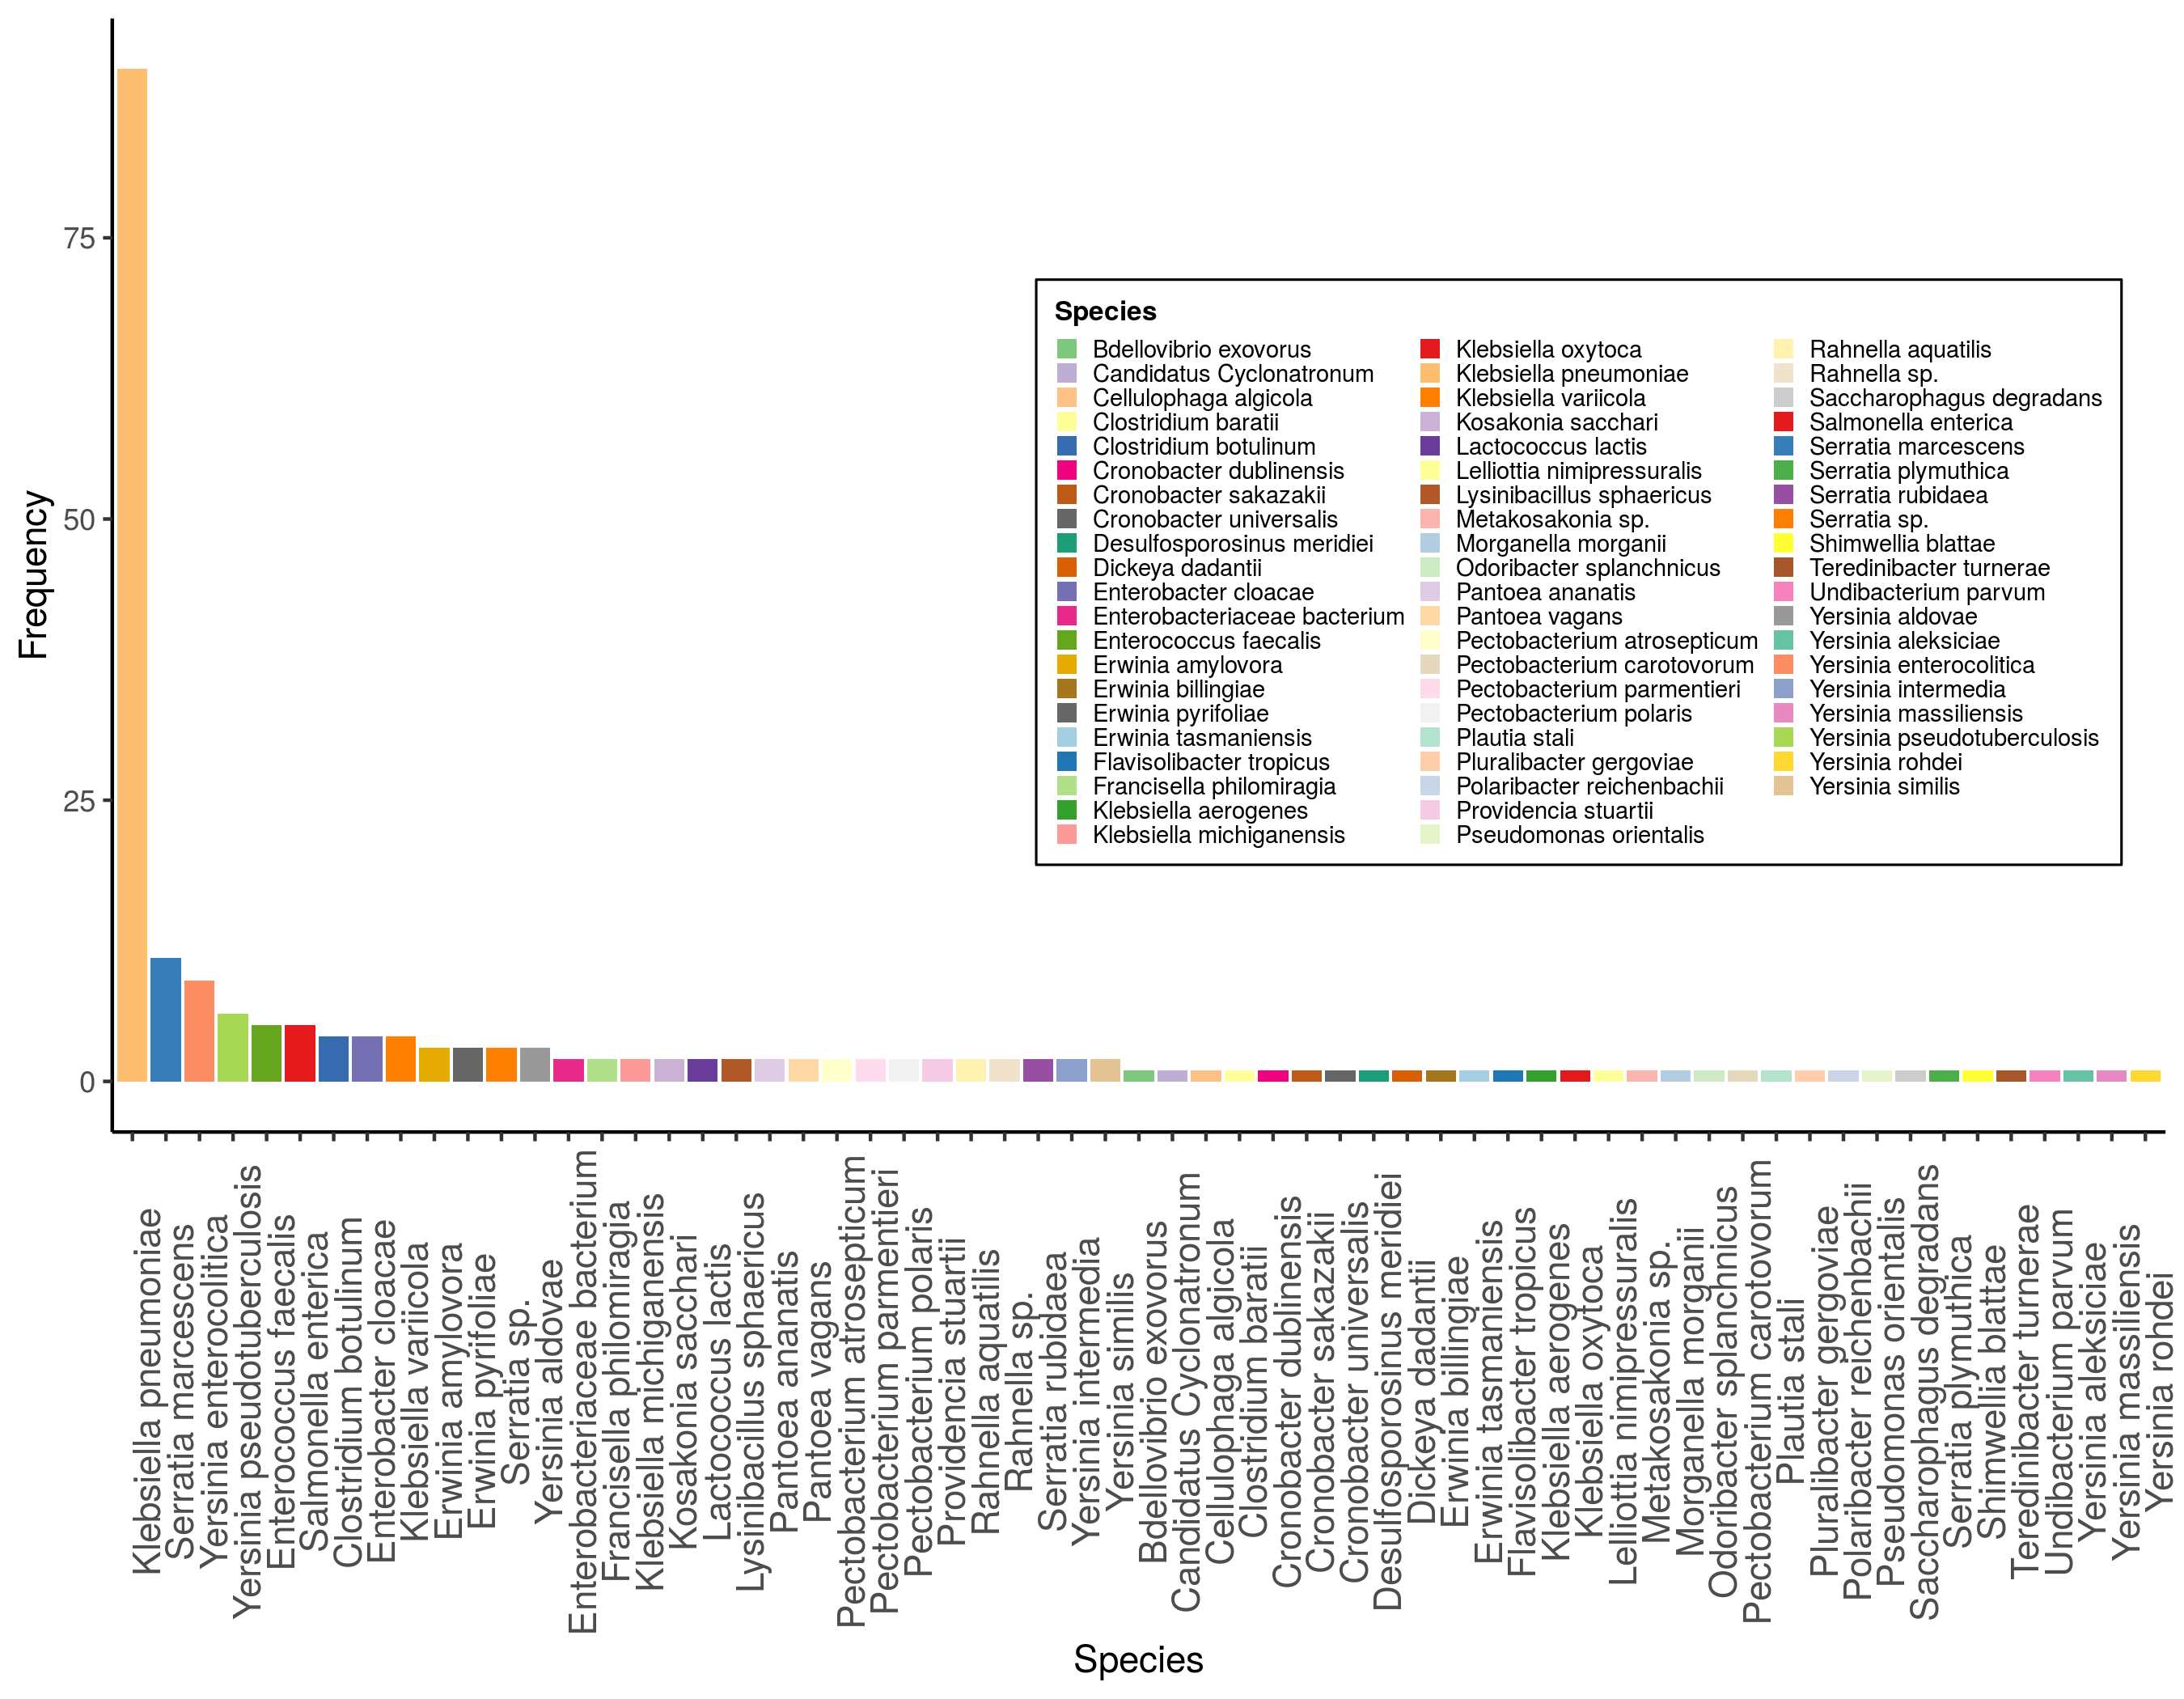 75
50
25
0
Frequency
Species
Bdellovibrio exovorus
Candidatus Cyclonatronum
Cellulophaga algicola
Clostridium baratii
Clostridium botulinum
Cronobacter dublinensis
Cronobacter sakazakii
Cronobacter universalis
Desulfosporosinus meridiei
Dickeya dadantii
Enterobacter cloacae
Enterobacteriaceae bacterium
Enterococcus faecalis
Erwinia amylovora
Erwinia billingiae
Erwinia pyrifoliae
Erwinia tasmaniensis
Flavisolibacter tropicus
Francisella philomiragia
Klebsiella aerogenes
Klebsiella michiganensis
Klebsiella oxytoca
Klebsiella pneumoniae
Klebsiella variicola
Kosakonia sacchari
Lactococcus lactis
Lelliottia nimipressuralis
Lysinibacillus sphaericus
Metakosakonia sp.
Morganella morganii
Odoribacter splanchnicus
Pantoea ananatis
Pantoea vagans
Pectobacterium atrosepticum
Pectobacterium carotovorum
Pectobacterium parmentieri
Pectobacterium polaris
Plautia stali
Pluralibacter gergoviae
Polaribacter reichenbachii
Providencia stuartii
Pseudomonas orientalis
Rahnella aquatilis
Rahnella sp.
Saccharophagus degradans
Salmonella enterica
Serratia marcescens
Serratia plymuthica
Serratia rubidaea
Serratia sp.
Shimwellia blattae
Teredinibacter turnerae
Undibacterium parvum
Yersinia aldovae
Yersinia aleksiciae
Yersinia enterocolitica
Yersinia intermedia
Yersinia massiliensis
Yersinia pseudotuberculosis
Yersinia rohdei
Yersinia similis
Klebsiella pneumoniae
Serratia marcescens
Yersinia enterocolitica
Yersinia pseudotuberculosis
Enterococcus faecalis
Salmonella enterica
Clostridium botulinum
Enterobacter cloacae
Klebsiella variicola
Erwinia amylovora
Erwinia pyrifoliae
Serratia sp.
Yersinia aldovae
Enterobacteriaceae bacterium
Francisella philomiragia
Klebsiella michiganensis
Kosakonia sacchari
Lactococcus lactis
Lysinibacillus sphaericus
Pantoea ananatis
Pantoea vagans
Pectobacterium atrosepticum
Pectobacterium parmentieri
Pectobacterium polaris
Providencia stuartii
Rahnella aquatilis
Rahnella sp.
Serratia rubidaea
Yersinia intermedia
Yersinia similis
Bdellovibrio exovorus
Candidatus Cyclonatronum
Cellulophaga algicola
Clostridium baratii
Cronobacter dublinensis
Cronobacter sakazakii
Cronobacter universalis
Desulfosporosinus meridiei
Dickeya dadantii
Erwinia billingiae
Erwinia tasmaniensis
Flavisolibacter tropicus
Klebsiella aerogenes
Klebsiella oxytoca
Lelliottia nimipressuralis
Metakosakonia sp.
Morganella morganii
Odoribacter splanchnicus
Pectobacterium carotovorum
Plautia stali
Pluralibacter gergoviae
Polaribacter reichenbachii
Pseudomonas orientalis
Saccharophagus degradans
Serratia plymuthica
Shimwellia blattae
Teredinibacter turnerae
Undibacterium parvum
Yersinia aleksiciae
Yersinia massiliensis
Yersinia rohdei
Species